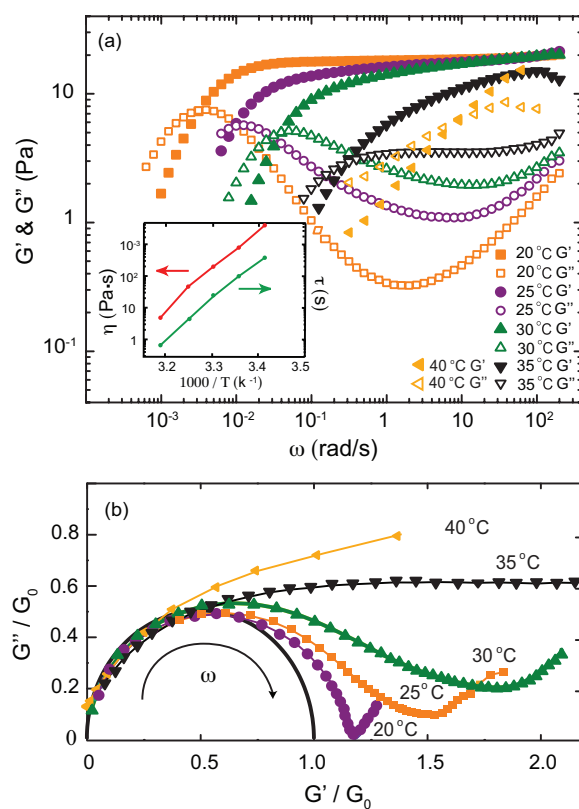 (a)
10
1
10⁻¹
G' & G" (Pa)
10⁻³
10²
10¹
1
η (Pa·s)
τ (s)
3.2 3.3 3.4 3.5
1000 / T (k⁻¹)
20 °C G'
20 °C G"
25 °C G'
25 °C G"
30 °C G'
30 °C G"
40 °C G' 35 °C G'
40 °C G" 35 °C G"
10⁻³ 10⁻² 10⁻¹ 1 10 10²
ω (rad/s)
(b)
0.8
0.6
0.4
0.2
0
G" / G₀
40 °C
35 °C
30 °C
25 °C
20 °C
ω
0 0.5 1.0 1.5 2.0
G' / G₀